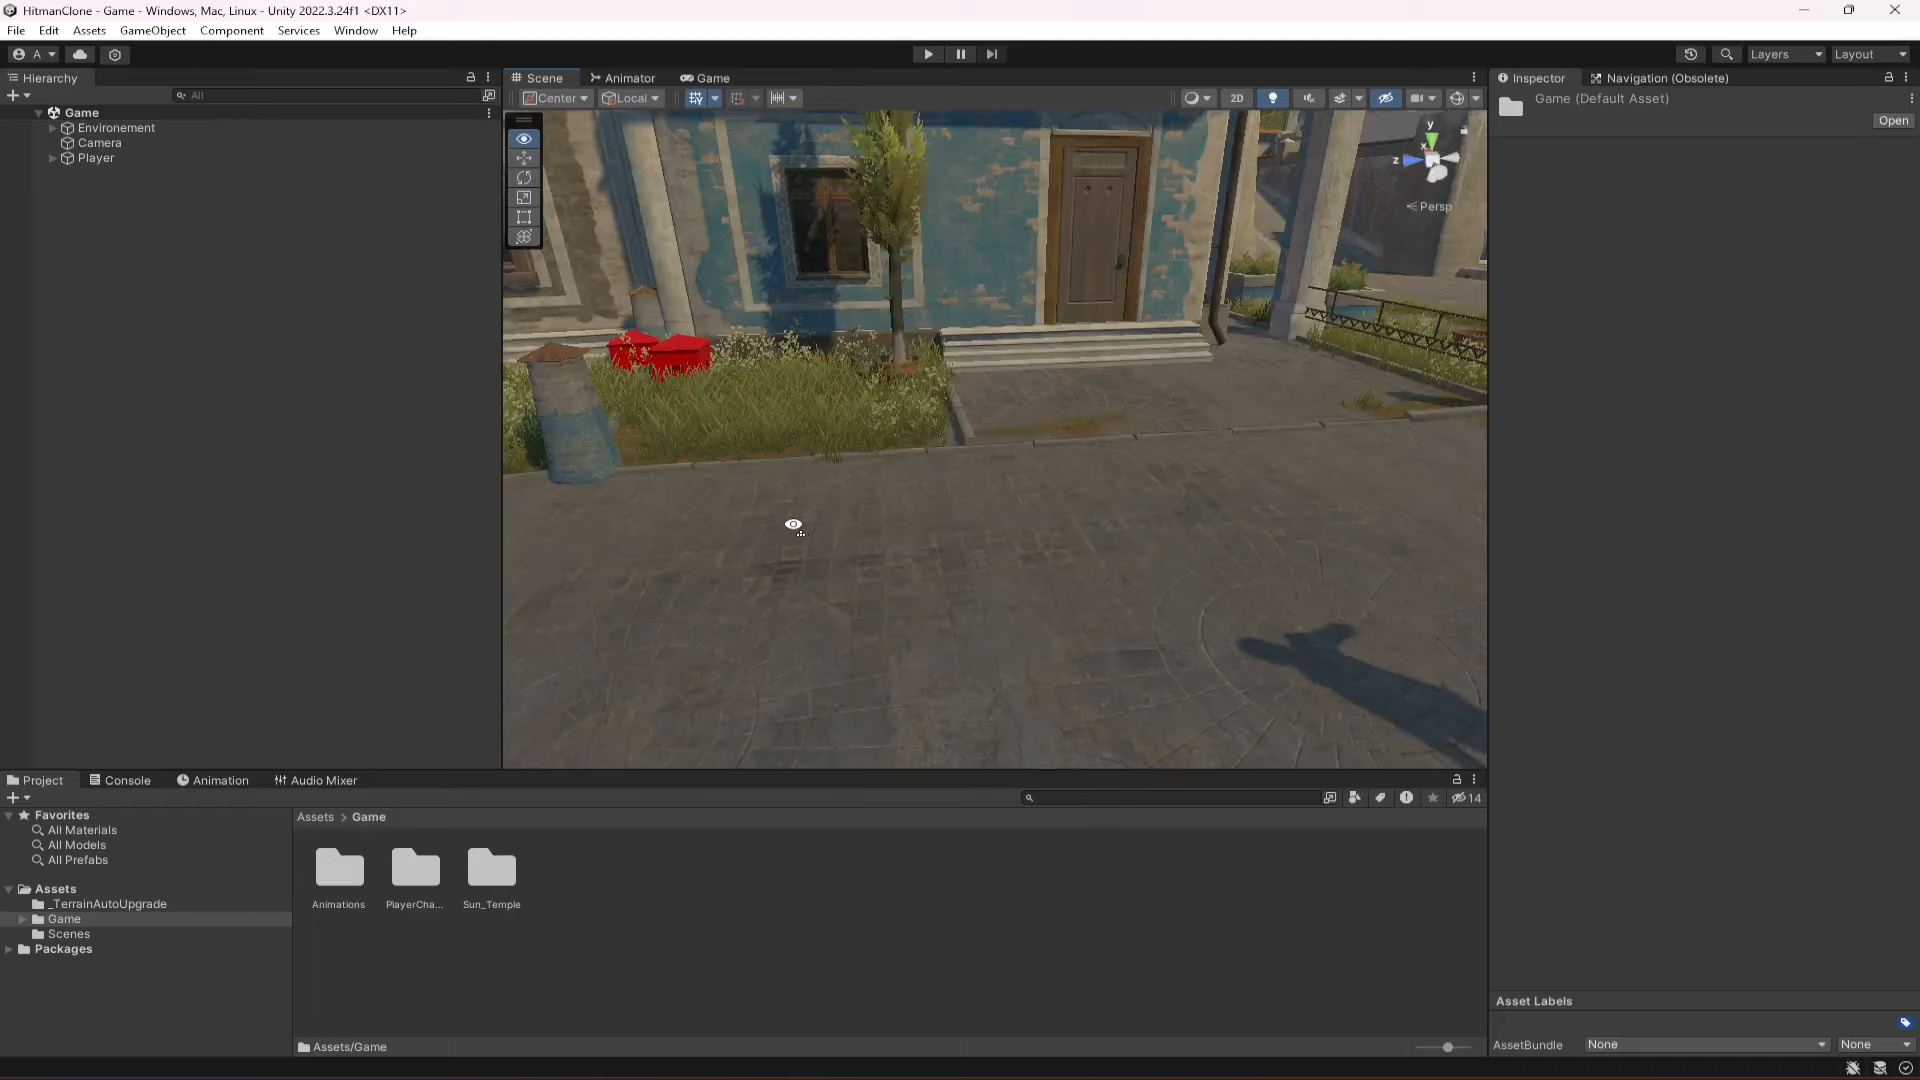 HitmanClone - Game - Windows, Mac, Linux - Unity 2022.3.24f1 <DX11>
File Edit Assets GameObject Component Services Window Help
A
Layers Layout
Hierarchy
All
Game
Environement
Camera
Player
Scene Animator Game
Center Local 2D
y
x
z
Persp
Inspector Navigation (Obsolete)
Game (Default Asset)
Open
Project Console Animation Audio Mixer
14
Favorites
All Materials
All Models
All Prefabs
Assets
_TerrainAutoUpgrade
Game
Scenes
Packages
Assets > Game
Animations PlayerCha... Sun_Temple
Assets/Game
Asset Labels
AssetBundle None None